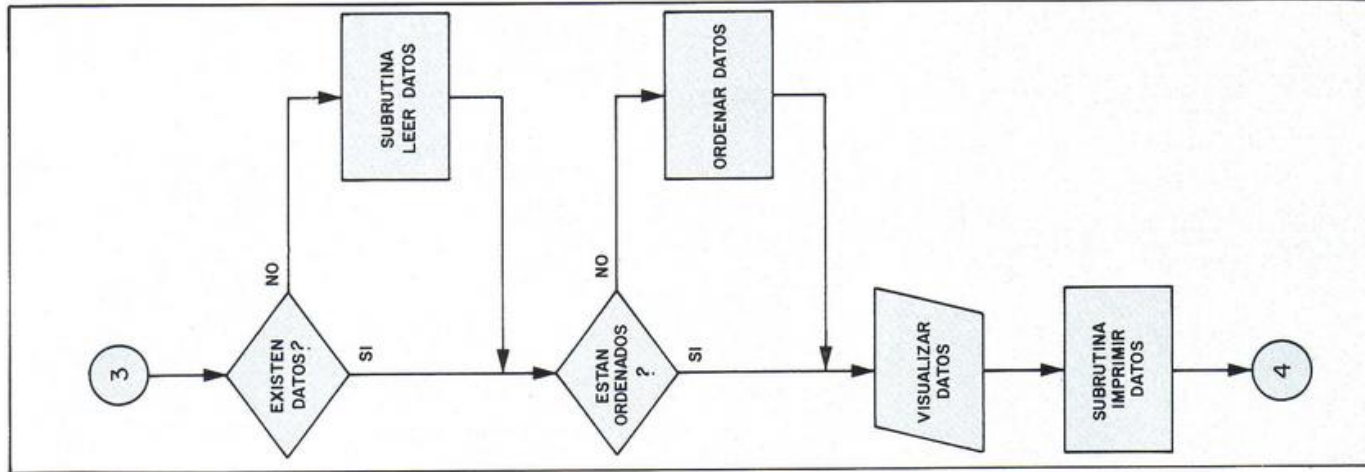 3
EXISTEN
DATOS?
NO
SUBRUTINA
LEER DATOS
SI
ESTAN
ORDENADOS
?
NO
ORDENAR DATOS
SI
VISUALIZAR
DATOS
SUBRUTINA
IMPRIMIR
DATOS
4